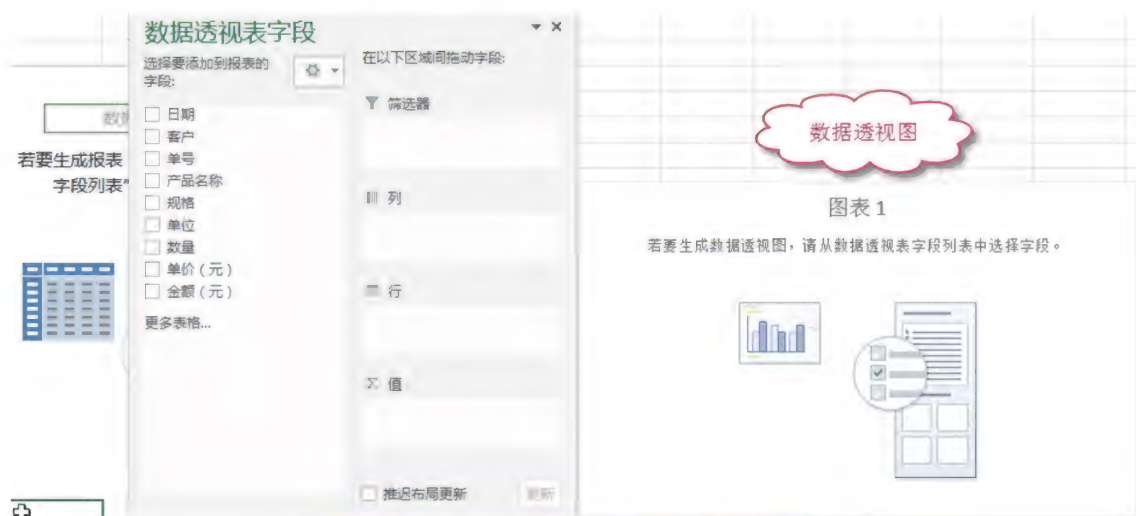 数据透视表字段
选择要添加到报表的
字段:
日期
客户
单号
产品名称
规格
单位
数量
单价(元)
金额(元)
更多表格...
在以下区域间拖动字段:
筛选器
列
行
Σ 值
推迟布局更新
更新
若要生成报表
字段列表"
数据透视图
图表 1
若要生成数据透视图，请从数据透视表字段列表中选择字段。